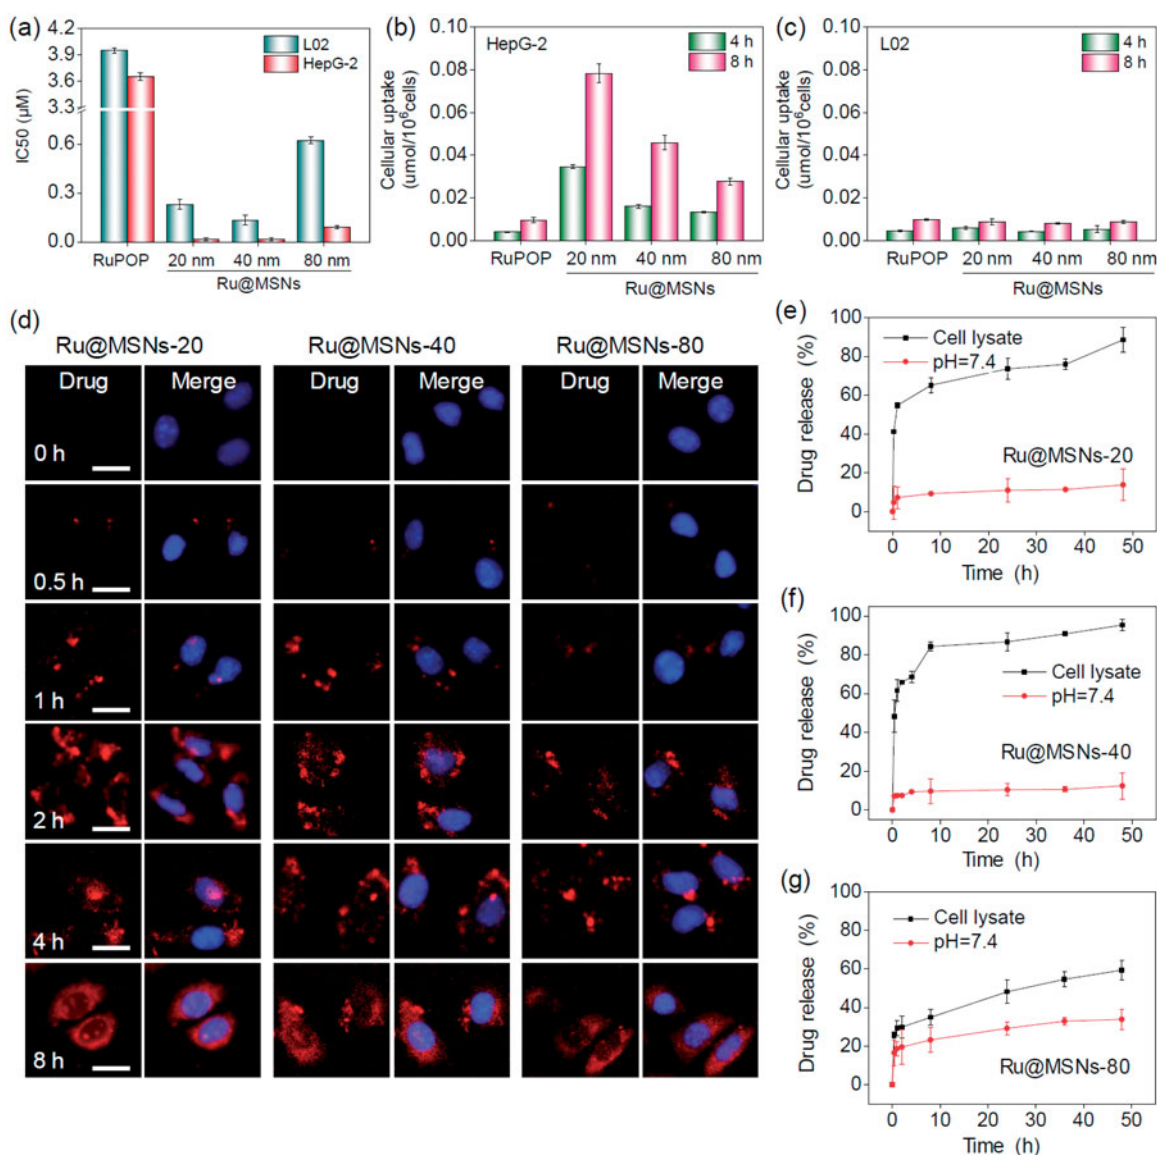 (a)
3.9
3.6
3.3
0.6
0.3
0.0
IC50 (µM)
L02
HepG-2
RuPOP
20 nm
40 nm
80 nm
Ru@MSNs
(b)
0.10
0.08
0.06
0.04
0.02
0.00
Cellular uptake
(umol/10⁶cells)
HepG-2
4 h
8 h
RuPOP
20 nm
40 nm
80 nm
Ru@MSNs
(c)
0.10
0.08
0.06
0.04
0.02
0.00
Cellular uptake
(umol/10⁶cells)
L02
4 h
8 h
RuPOP
20 nm
40 nm
80 nm
Ru@MSNs
(d)
Ru@MSNs-20 Ru@MSNs-40 Ru@MSNs-80
Drug Merge Drug Merge Drug Merge
0 h
0.5 h
1 h
2 h
4 h
8 h
(e)
100
80
60
40
20
0
Drug release (%)
Cell lysate
pH=7.4
Ru@MSNs-20
0 10 20 30 40 50
Time (h)
(f)
100
80
60
40
20
0
Drug release (%)
Cell lysate
pH=7.4
Ru@MSNs-40
0 10 20 30 40 50
Time (h)
(g)
100
80
60
40
20
0
Drug release (%)
Cell lysate
pH=7.4
Ru@MSNs-80
0 10 20 30 40 50
Time (h)